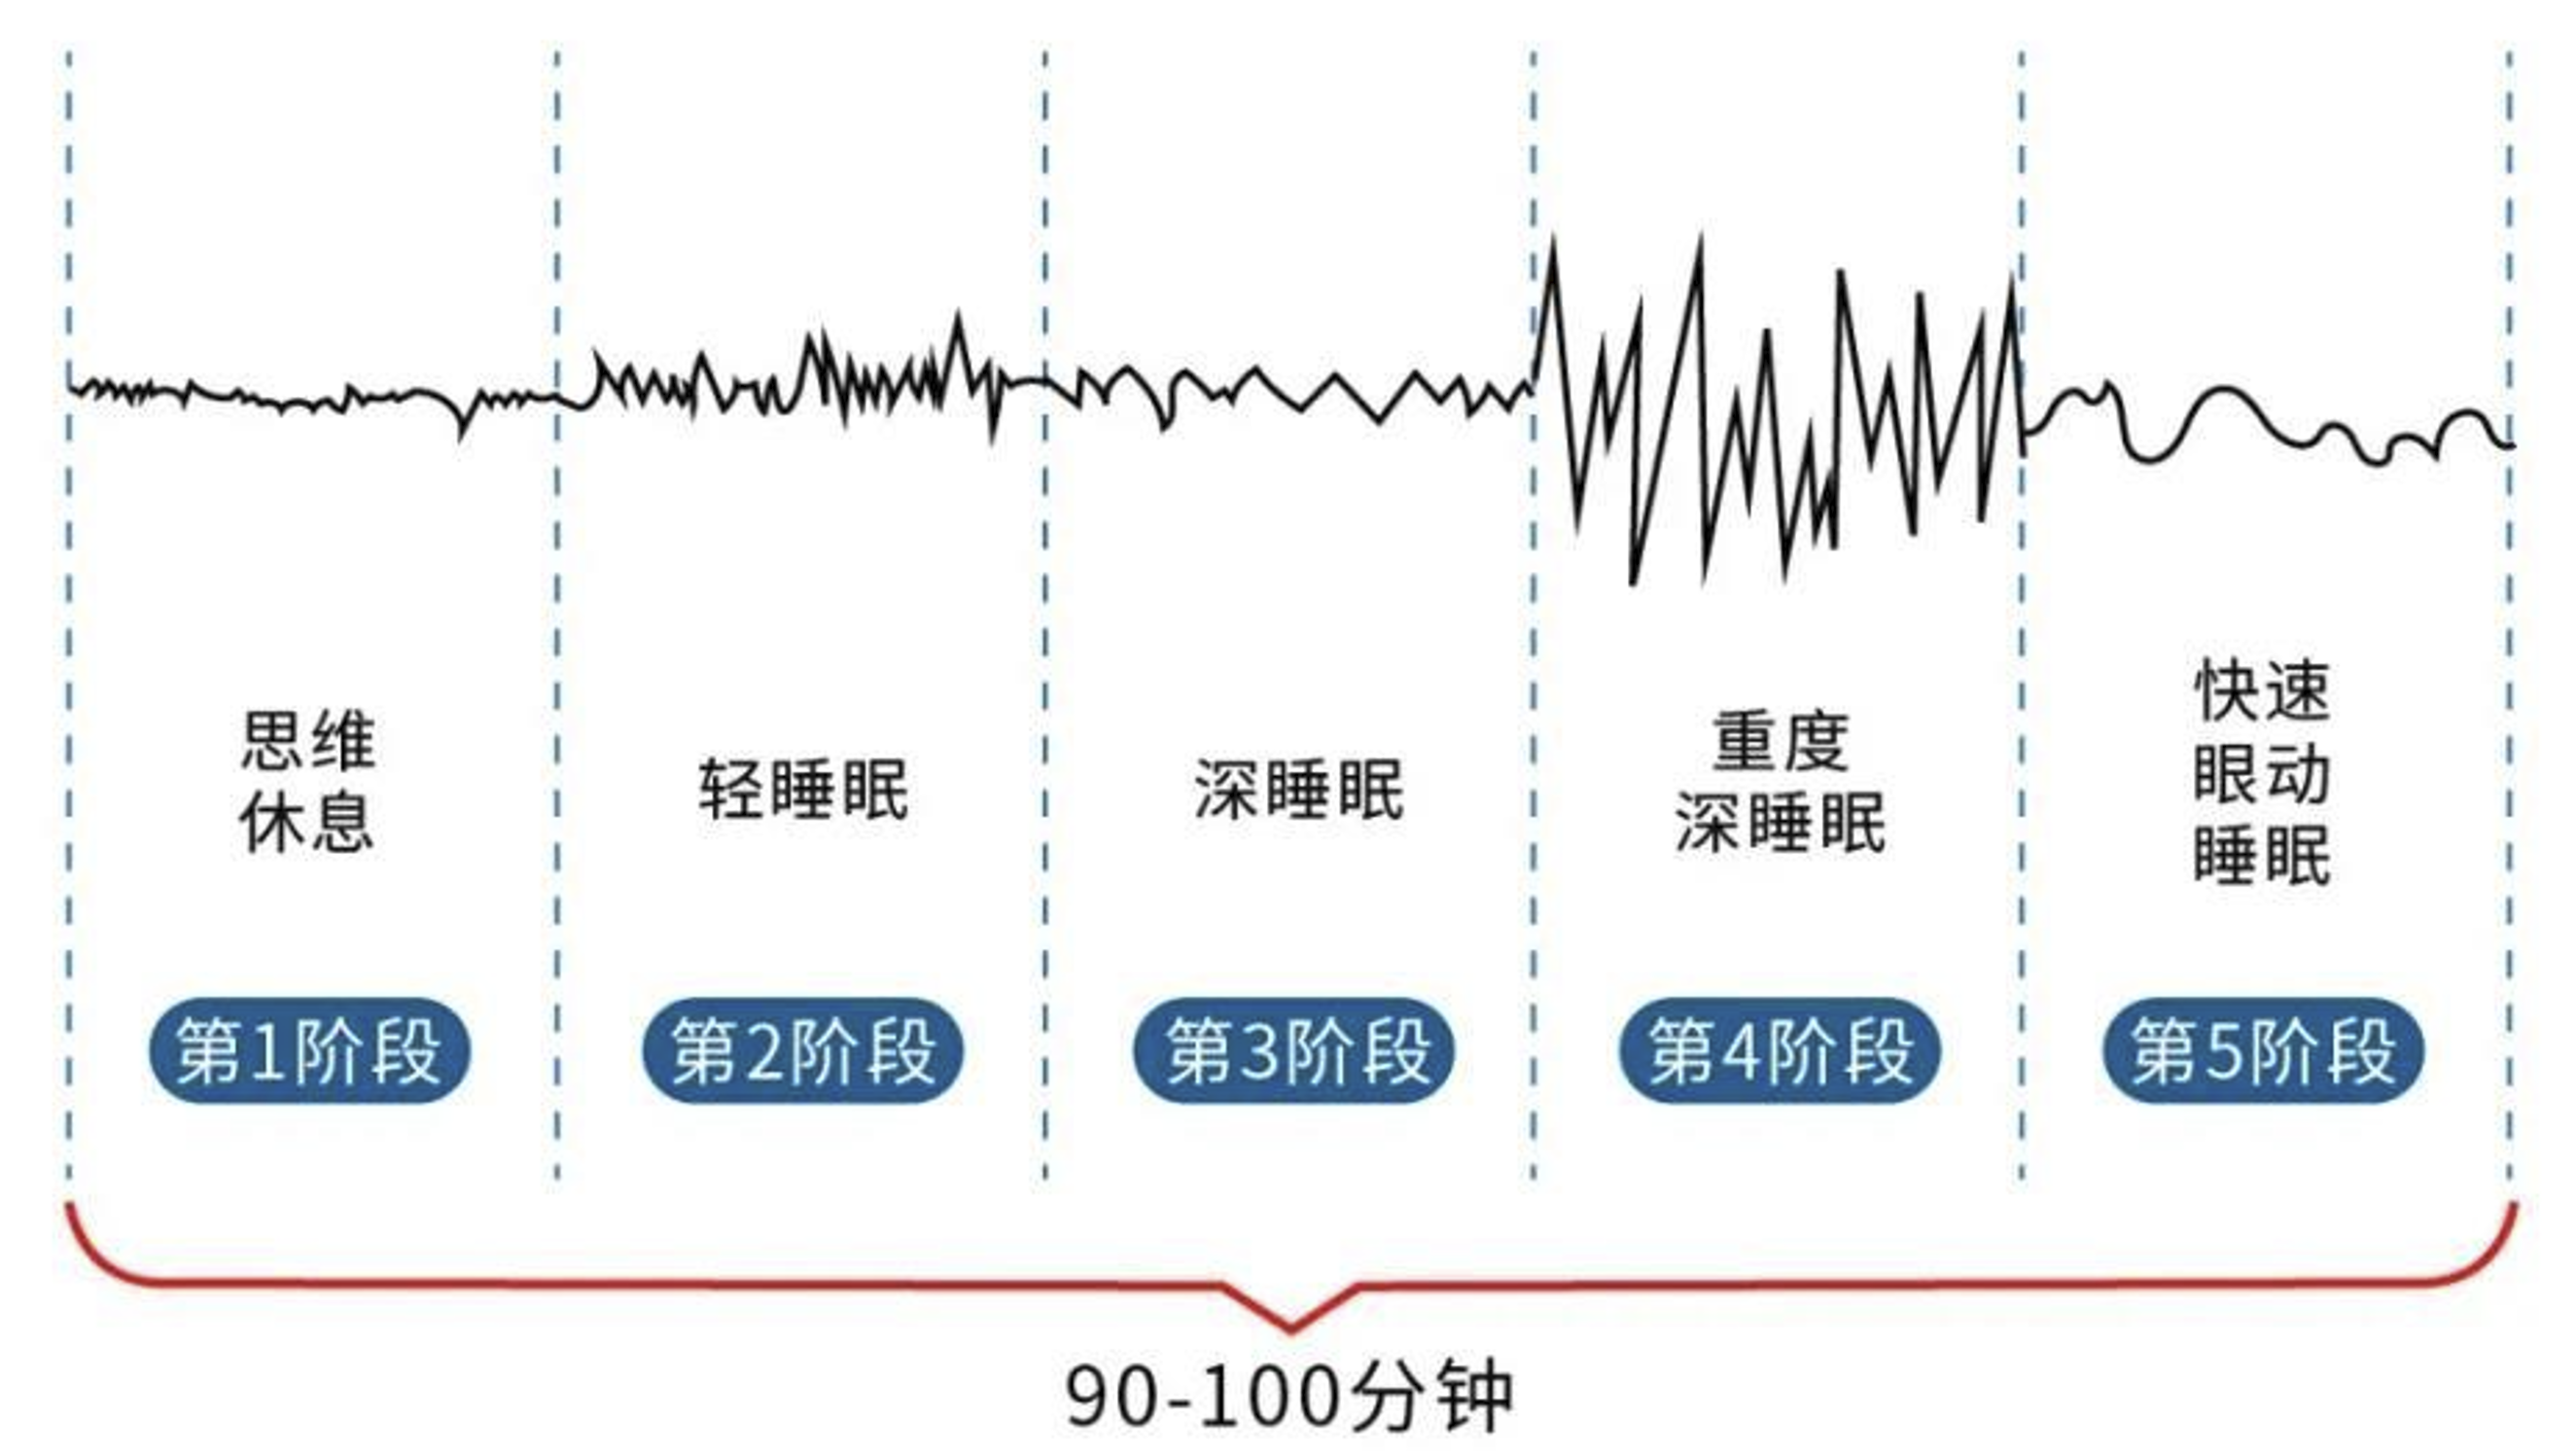 思维
休息
轻睡眠
深睡眠
重度
深睡眠
快速
眼动
睡眠
第1阶段
第2阶段
第3阶段
第4阶段
第5阶段
90-100分钟